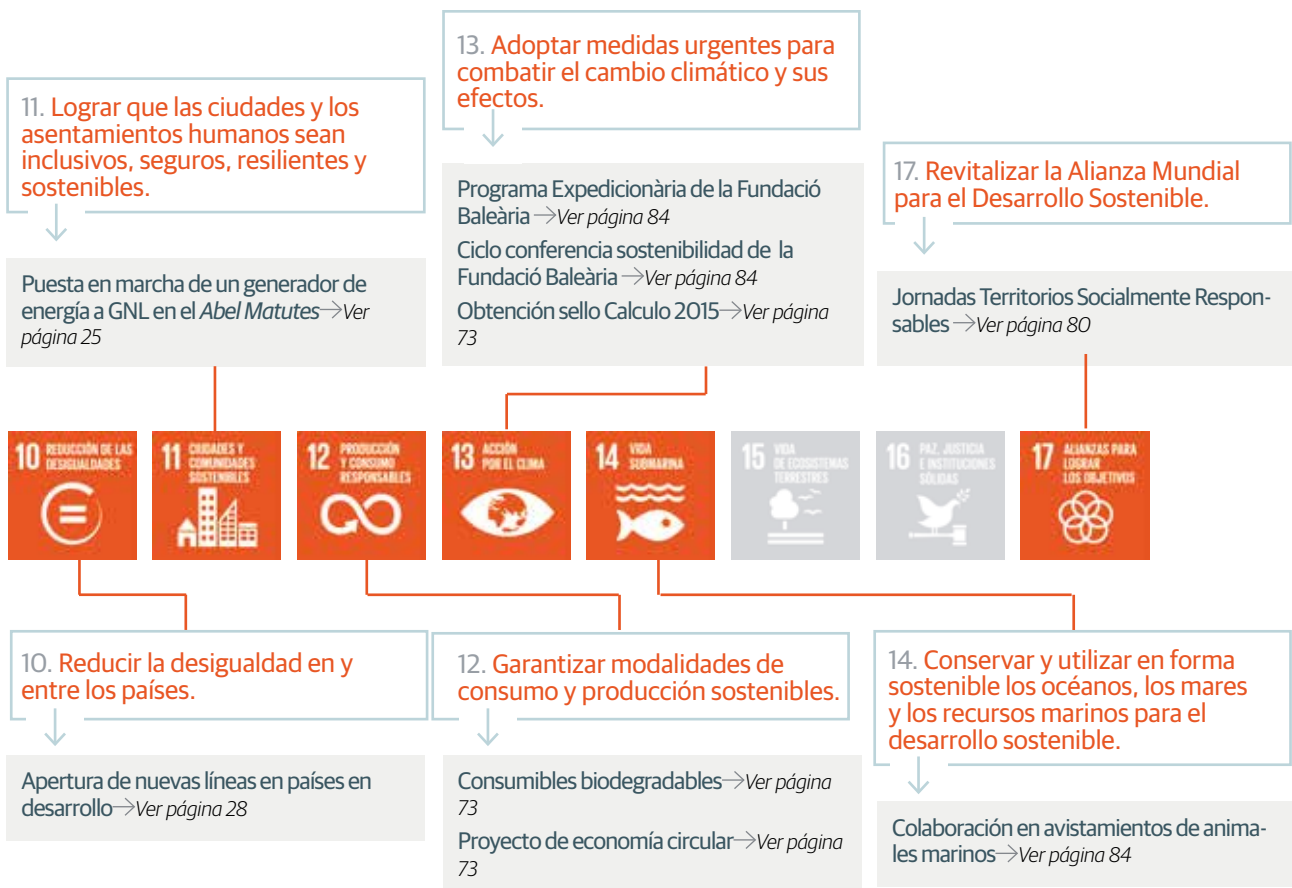 11. Lograr que las ciudades y los
asentamientos humanos sean
inclusivos, seguros, resilientes y
sostenibles.
Puesta en marcha de un generador de
energía a GNL en el Abel Matutes→Ver
página 25
13. Adoptar medidas urgentes para
combatir el cambio climático y sus
efectos.
Programa Expedicionària de la Fundació
Baleària→Ver página 84
Ciclo conferencia sostenibilidad de la
Fundació Baleària→Ver página 84
Obtención sello Calculo 2015→Ver página
73
17. Revitalizar la Alianza Mundial
para el Desarrollo Sostenible.
Jornadas Territorios Socialmente Respon-
sables→Ver página 80
10 REDUCCIÓN DE LAS
DESIGUALDADES
11 CIUDADES Y
COMUNIDADES
SOSTENIBLES
12 PRODUCCIÓN
Y CONSUMO
RESPONSABLES
13 ACCIÓN
POR EL CLIMA
14 VIDA
SUBMARINA
15 VIDA
DE ECOSISTEMAS
TERRESTRES
16 PAZ, JUSTICIA
E INSTITUCIONES
SÓLIDAS
17 ALIANZAS PARA
LOGRAR
LOS OBJETIVOS
10. Reducir la desigualdad en y
entre los países.
Apertura de nuevas líneas en países en
desarrollo→Ver página 28
12. Garantizar modalidades de
consumo y producción sostenibles.
Consumibles biodegradables→Ver página
73
Proyecto de economía circular→Ver página
73
14. Conservar y utilizar en forma
sostenible los océanos, los mares
y los recursos marinos para el
desarrollo sostenible.
Colaboración en avistamientos de anima-
les marinos→Ver página 84